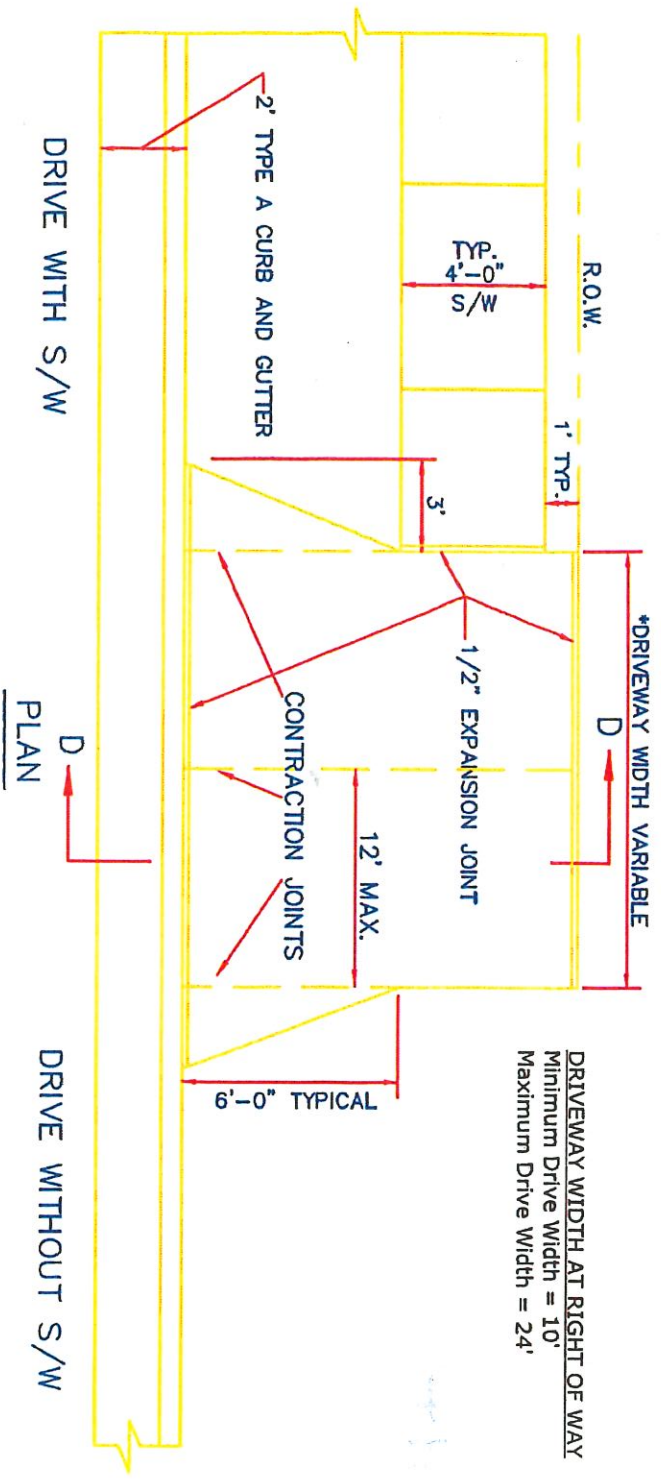 R.O.W.
*DRIVEWAY WIDTH VARIABLE
DRIVEWAY WIDTH AT RIGHT OF WAY
Minimum Drive Width = 10'
Maximum Drive Width = 24'
D
1' TYP.
TYP.
4'-0"
S/W
3'
1/2" EXPANSION JOINT
12' MAX.
2' TYPE A CURB AND GUTTER
CONTRACTION JOINTS
6'-0" TYPICAL
D
DRIVE WITH S/W
PLAN
DRIVE WITHOUT S/W